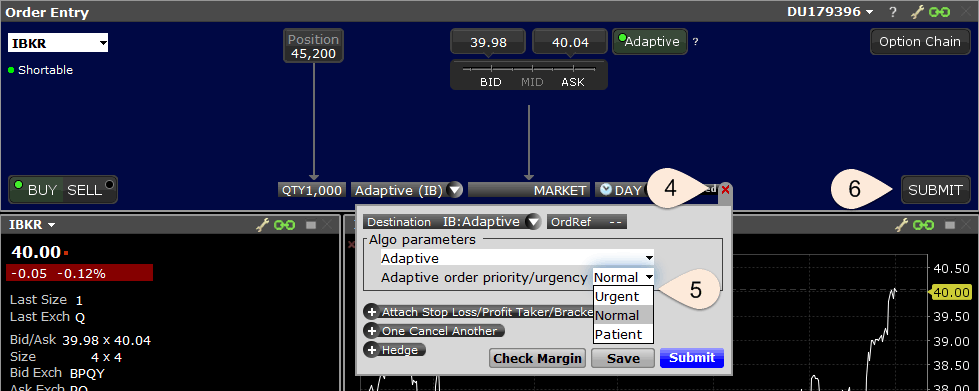 Order Entry
DU179396
?
IBKR
Shortable
Position
45,200
39.98
40.04
Adaptive
?
BID MID ASK
Option Chain
BUY SELL
QTY 1,000
Adaptive (IB)
MARKET
DAY
4
6
SUBMIT
IBKR
40.00
-0.05 -0.12%
Last Size 1
Last Exch Q
Bid/Ask 39.98 x 40.04
Size 4 x 4
Bid Exch BPQY
Ask Exch
Destination IB:Adaptive
OrdRef --
Algo parameters
Adaptive
Adaptive order priority/urgency Normal
Urgent
Normal
Patient
5
Attach Stop Loss/Profit Taker/Bracke
One Cancel Another
Hedge
Check Margin
Save
Submit
40.50
40.00
39.50
39.00
38.50
38.00